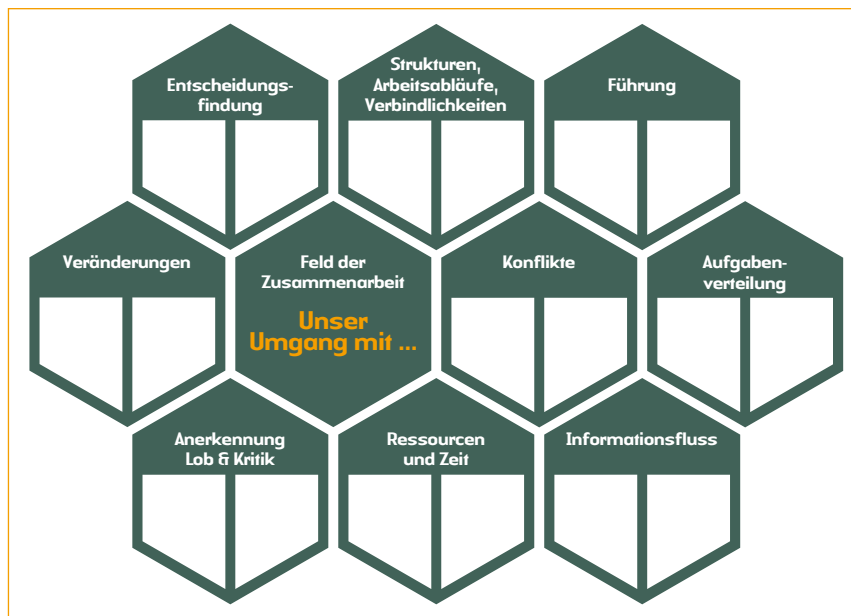 Entscheidungs-
findung
Strukturen,
Arbeitsabläufe,
Verbindlichkeiten
Führung
Veränderungen
Feld der
Zusammenarbeit
Unser
Umgang mit ...
Konflikte
Aufgaben-
verteilung
Anerkennung
Lob & Kritik
Ressourcen
und Zeit
Informationsfluss